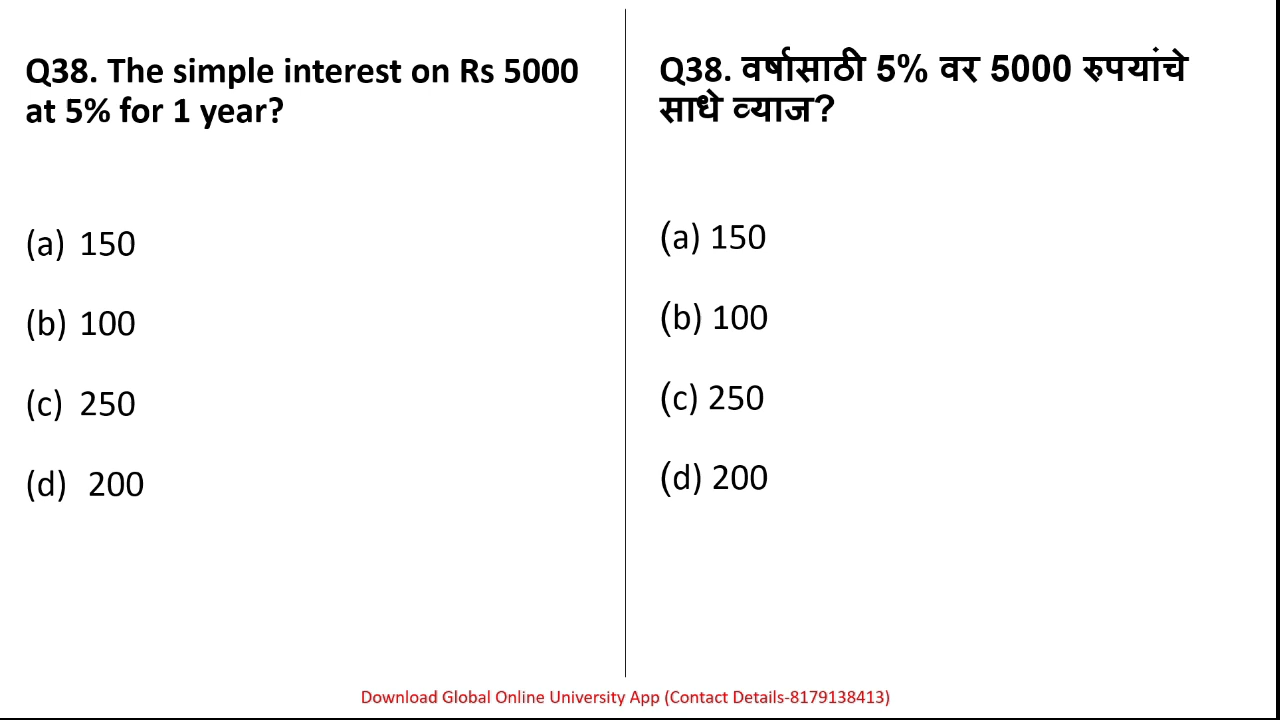 Q38. The simple interest on Rs 5000
at 5% for 1 year?
(a) 150
(b) 100
(c) 250
(d) 200
Q38. वर्षासाठी 5% वर 5000 रुपयांचे
साधे व्याज?
(a) 150
(b) 100
(c) 250
(d) 200
Download Global Online University App (Contact Details-8179138413)